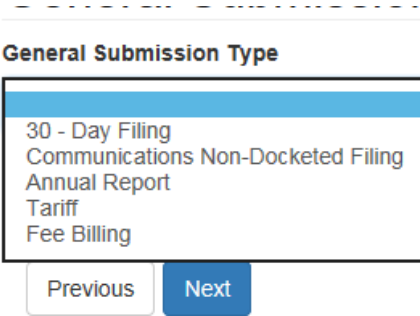 General Submission Type
30 - Day Filing
Communications Non-Docketed Filing
Annual Report
Tariff
Fee Billing
Previous
Next